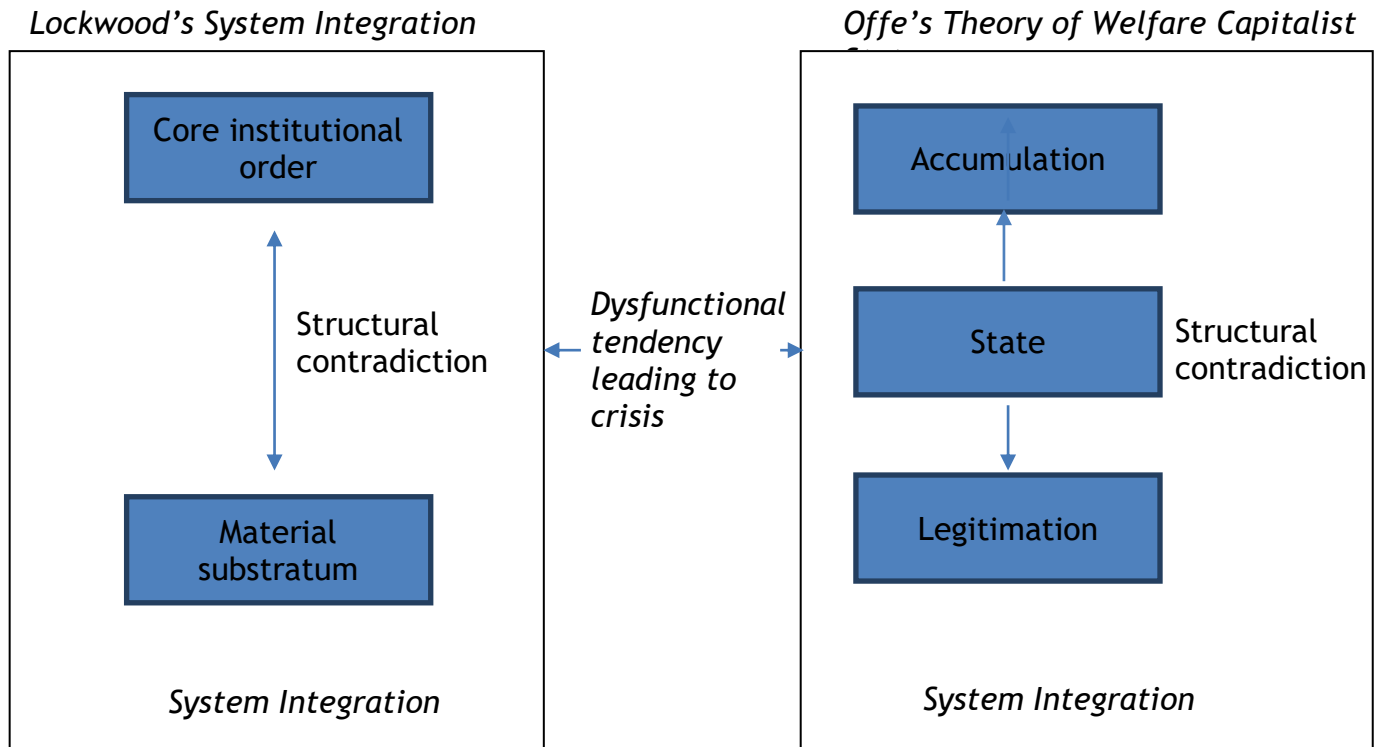 Lockwood's System Integration
Core institutional
order
Structural
contradiction
Material
substratum
System Integration
Dysfunctional
tendency
leading to
crisis
Offe's Theory of Welfare Capitalist
Accumulation
State
Structural
contradiction
Legitimation
System Integration